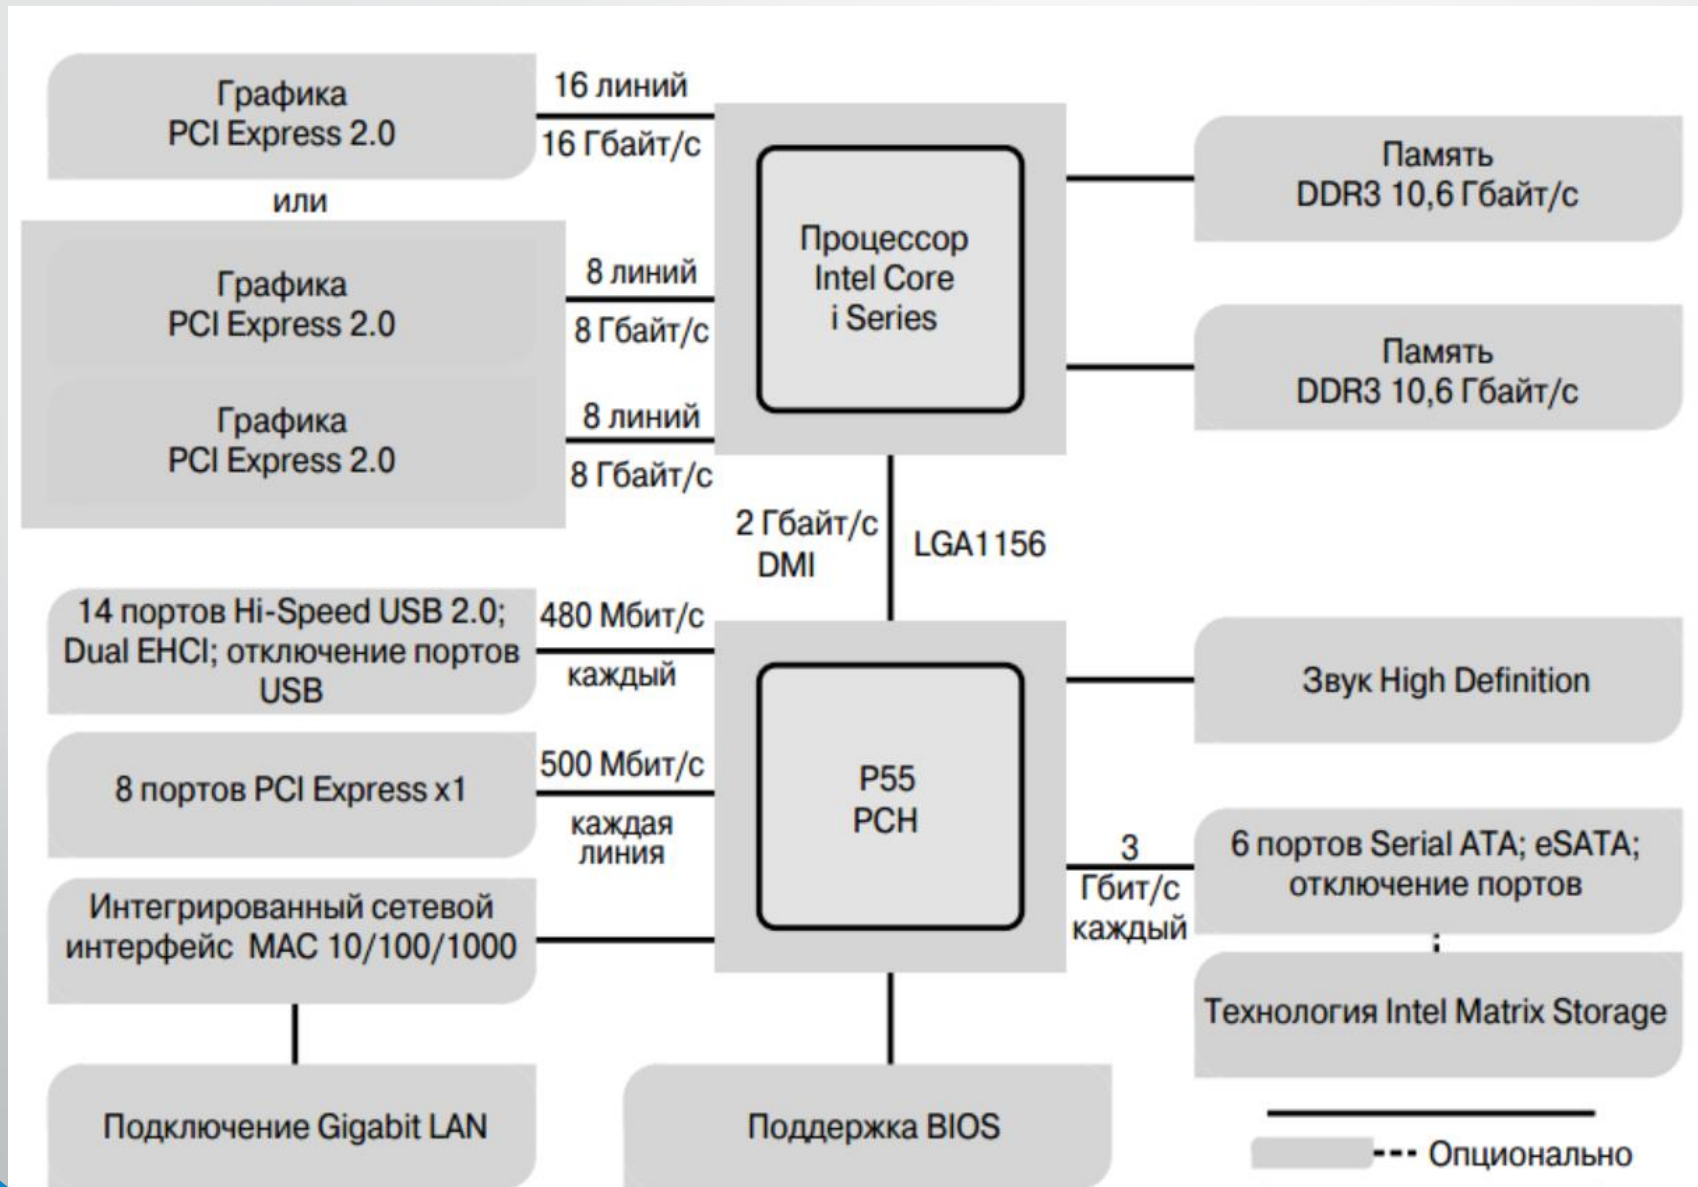 Графика
PCI Express 2.0
16 линий
16 Гбайт/с
или
Графика
PCI Express 2.0
8 линий
8 Гбайт/с
Графика
PCI Express 2.0
8 линий
8 Гбайт/с
Процессор
Intel Core
i Series
Память
DDR3 10,6 Гбайт/с
Память
DDR3 10,6 Гбайт/с
2 Гбайт/с
DMI
LGA1156
14 портов Hi-Speed USB 2.0;
Dual EHCI; отключение портов
USB
480 Мбит/с
каждый
8 портов PCI Express x1
500 Мбит/с
каждая
линия
Интегрированный сетевой
интерфейс MAC 10/100/1000
P55
PCH
Звук High Definition
3
Гбит/с
каждый
6 портов Serial ATA; eSATA;
отключение портов
Технология Intel Matrix Storage
Подключение Gigabit LAN
Поддержка BIOS
Опционально